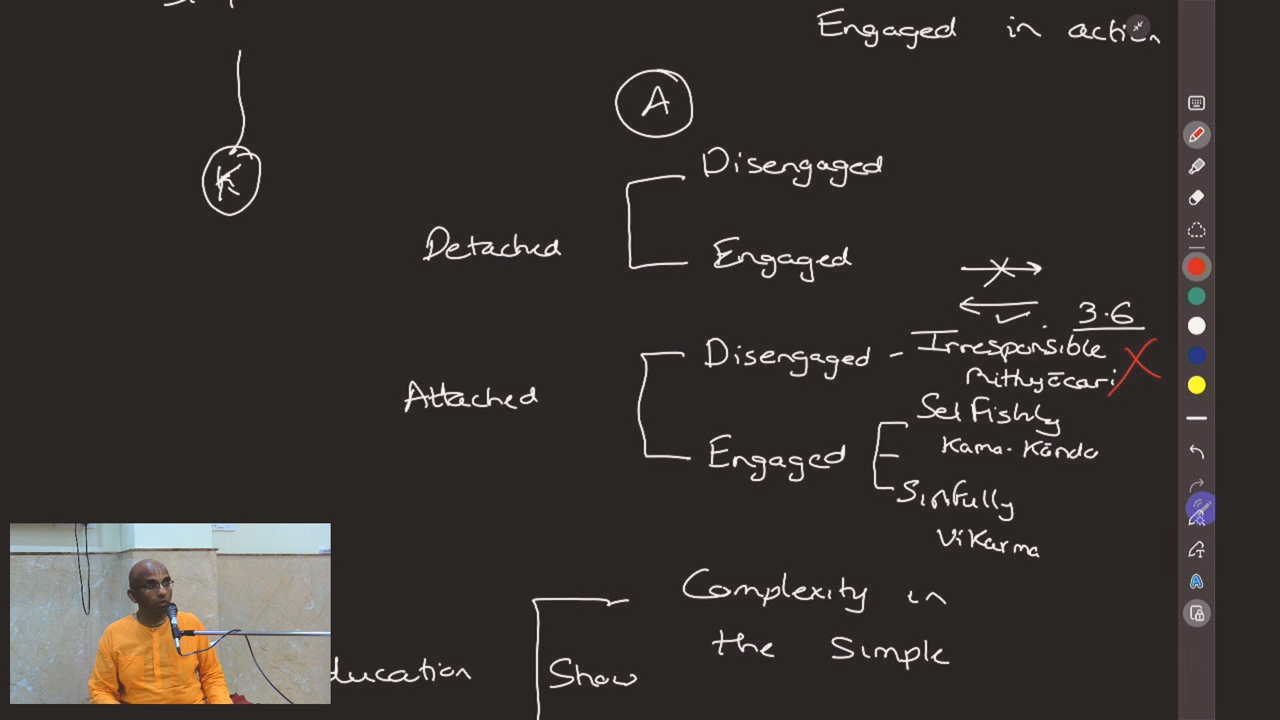 Engaged in action
A
K
Disengaged
Detached
Engaged
3.6
Disengaged - Irresponsible
Mithyācari
Attached
Selfishly
Kama-Kānda
Engaged
Sinfully
Vikarma
Complexity in
the Simple
ducation
Show